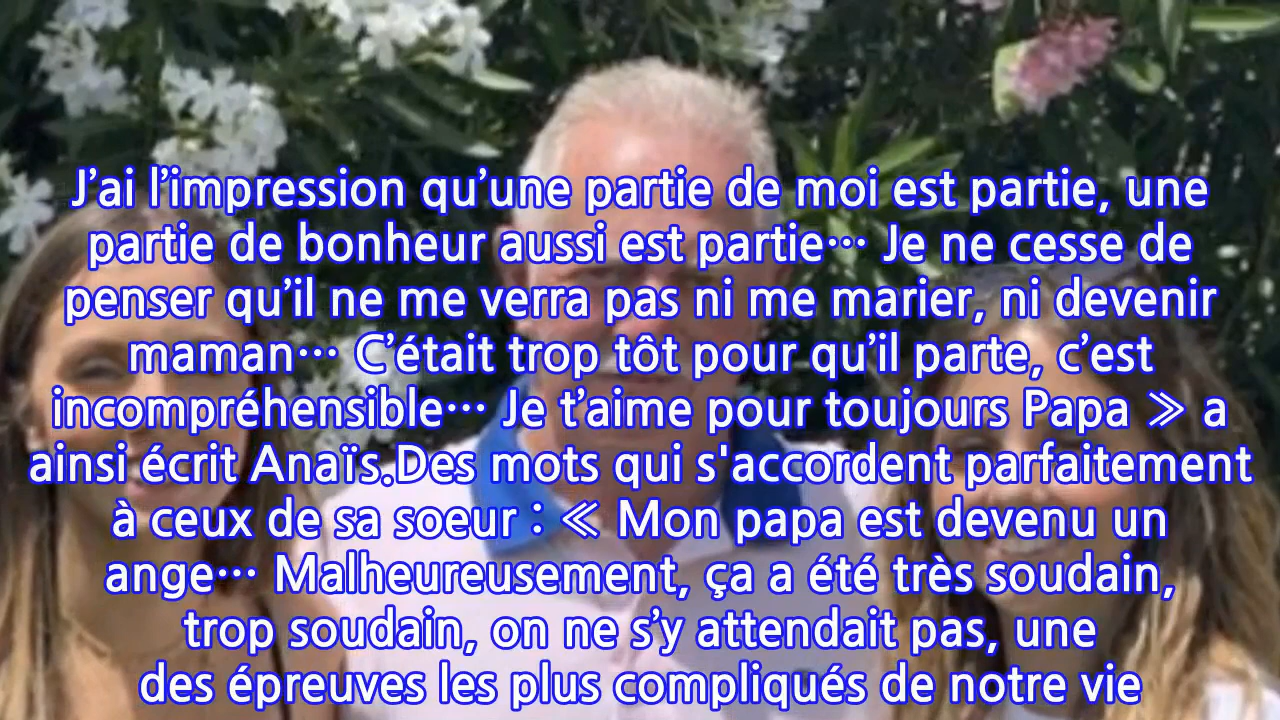 J’ai l’impression qu’une partie de moi est partie, une
partie de bonheur aussi est partie… Je ne cesse de
penser qu’il ne me verra pas ni me marier, ni devenir
maman… C’était trop tôt pour qu’il parte, c’est
incompréhensible… Je t’aime pour toujours Papa » a
ainsi écrit Anaïs.Des mots qui s'accordent parfaitement
à ceux de sa soeur : « Mon papa est devenu un
ange… Malheureusement, ça a été très soudain,
trop soudain, on ne s’y attendait pas, une
des épreuves les plus compliqués de notre vie